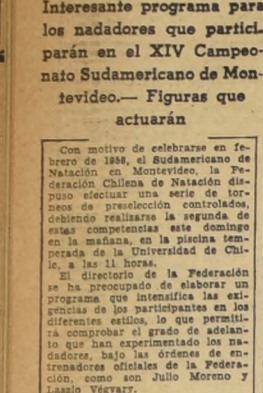 Interesante programa para
los nadadores que partici-
parán en el XIV Campeo-
nato Sudamericano de Mon-
tevideo.— Figuras que
actuarán
Con motivo de celebrarse en fe-
brero de 1958, el Sudamericano de
Natación en Montevideo, la Fe-
deración Chilena de Natación dis-
puso efectuar una serie de tor-
neos de preselección controlados,
debiendo realizarse la segunda de
estas competencias este domingo
en la mañana, en la piscina tem-
perada de la Universidad de Chi-
le, a las 11 horas.
El directorio de la Federación
se ha preocupado de elaborar un
programa que intensifica las exi-
gencias de los participantes en los
diferentes estilos, lo que permiti-
ra comprobar el grado de adelan-
to que han experimentado los na-
dadores, bajo las órdenes de en-
trenadores oficiales de la Federa-
ción, como son Julio Moreno y
Laszlo Végvary.